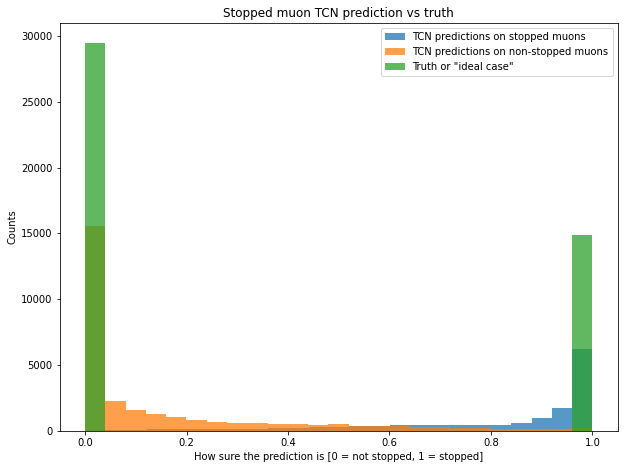 Stopped muon TCN prediction vs truth
TCN predictions on stopped muons
TCN predictions on non-stopped muons
Truth or "ideal case"
Counts
30000
25000
20000
15000
10000
5000
0
0.0 0.2 0.4 0.6 0.8 1.0
How sure the prediction is [0 = not stopped, 1 = stopped]